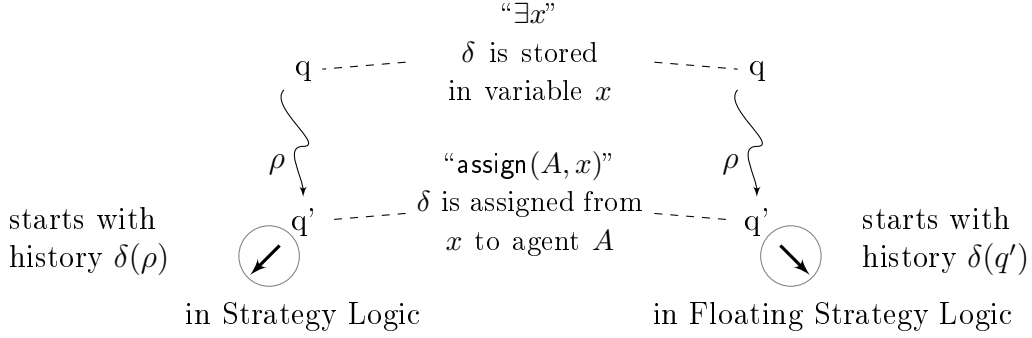 “∃x”
q
δ is stored
q
in variable x
ρ
“assign(A, x)”
ρ
q’
δ is assigned from
q’
x to agent A
starts with
history δ(ρ)
starts with
history δ(q′)
in Strategy Logic
in Floating Strategy Logic